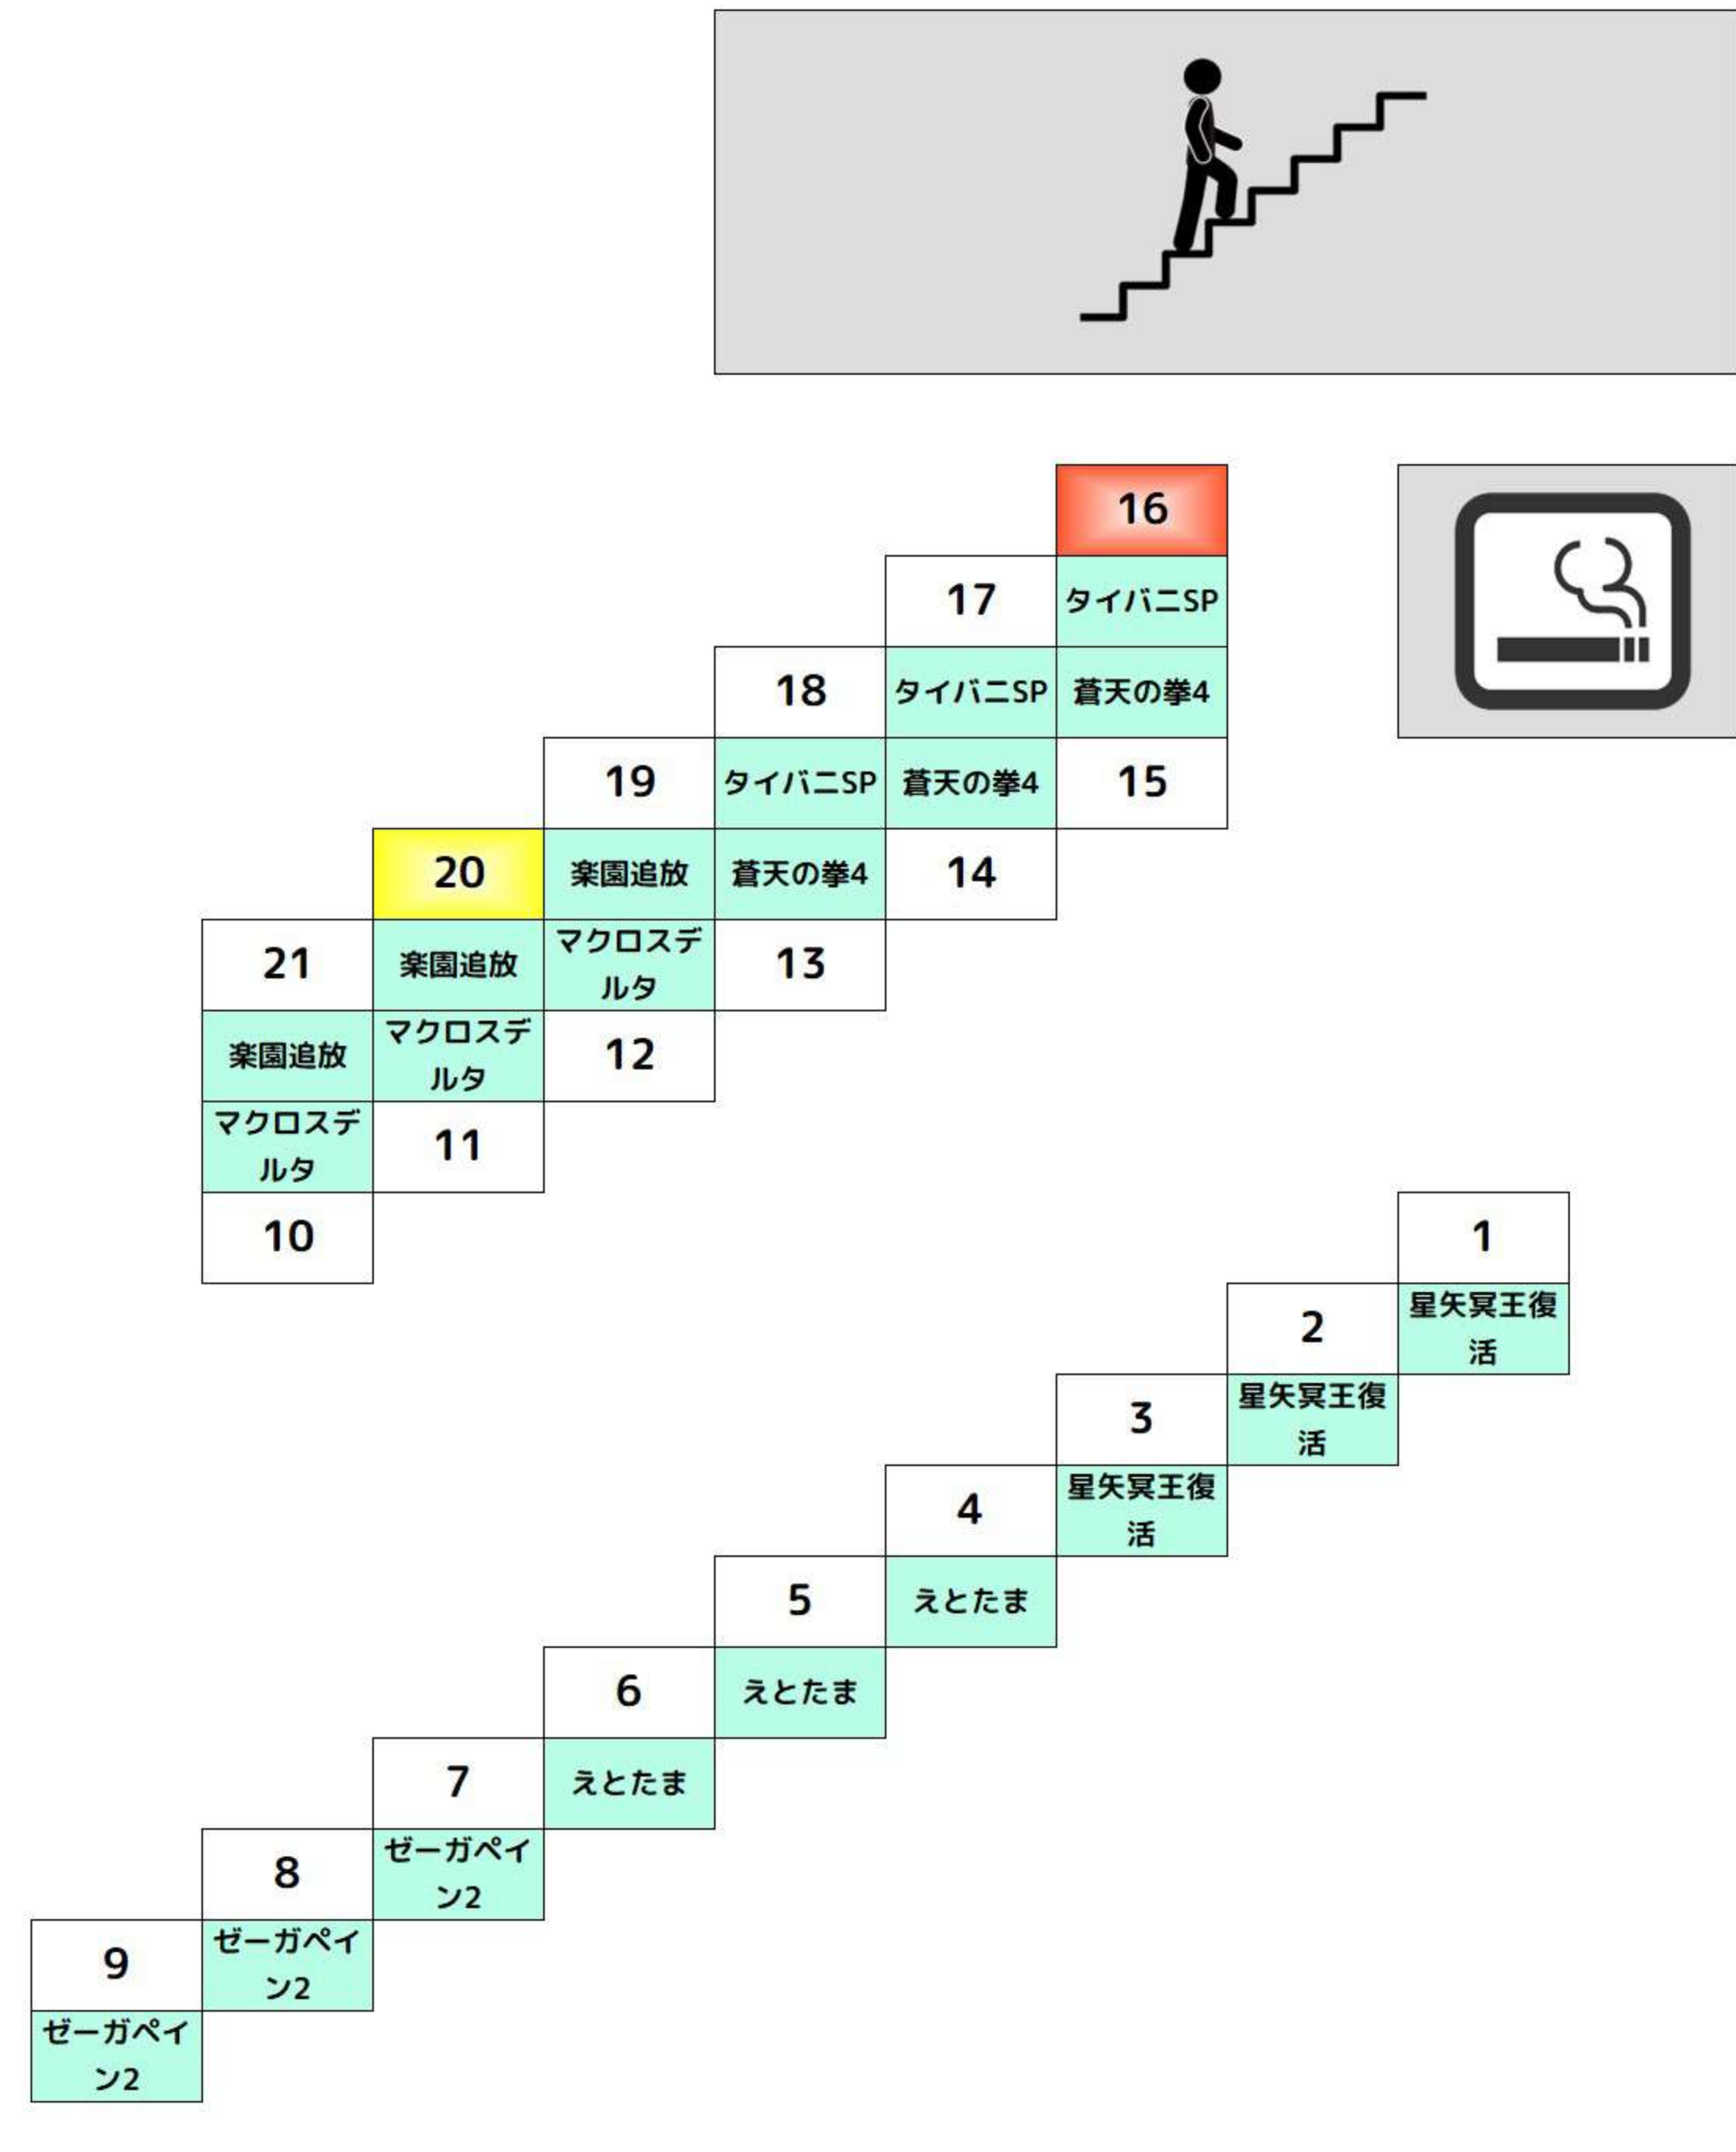 16
17
タイバニSP
18
タイバニSP
蒼天の拳4
19
タイバニSP
蒼天の拳4
15
20
楽園追放
蒼天の拳4
14
21
楽園追放
マクロスデ
ルタ
13
楽園追放
マクロスデ
ルタ
12
マクロスデ
ルタ
11
10
1
2
星矢冥王復
活
3
星矢冥王復
活
4
星矢冥王復
活
5
えとたま
6
えとたま
7
えとたま
8
ゼーガペイ
ン2
9
ゼーガペイ
ン2
ゼーガペイ
ン2